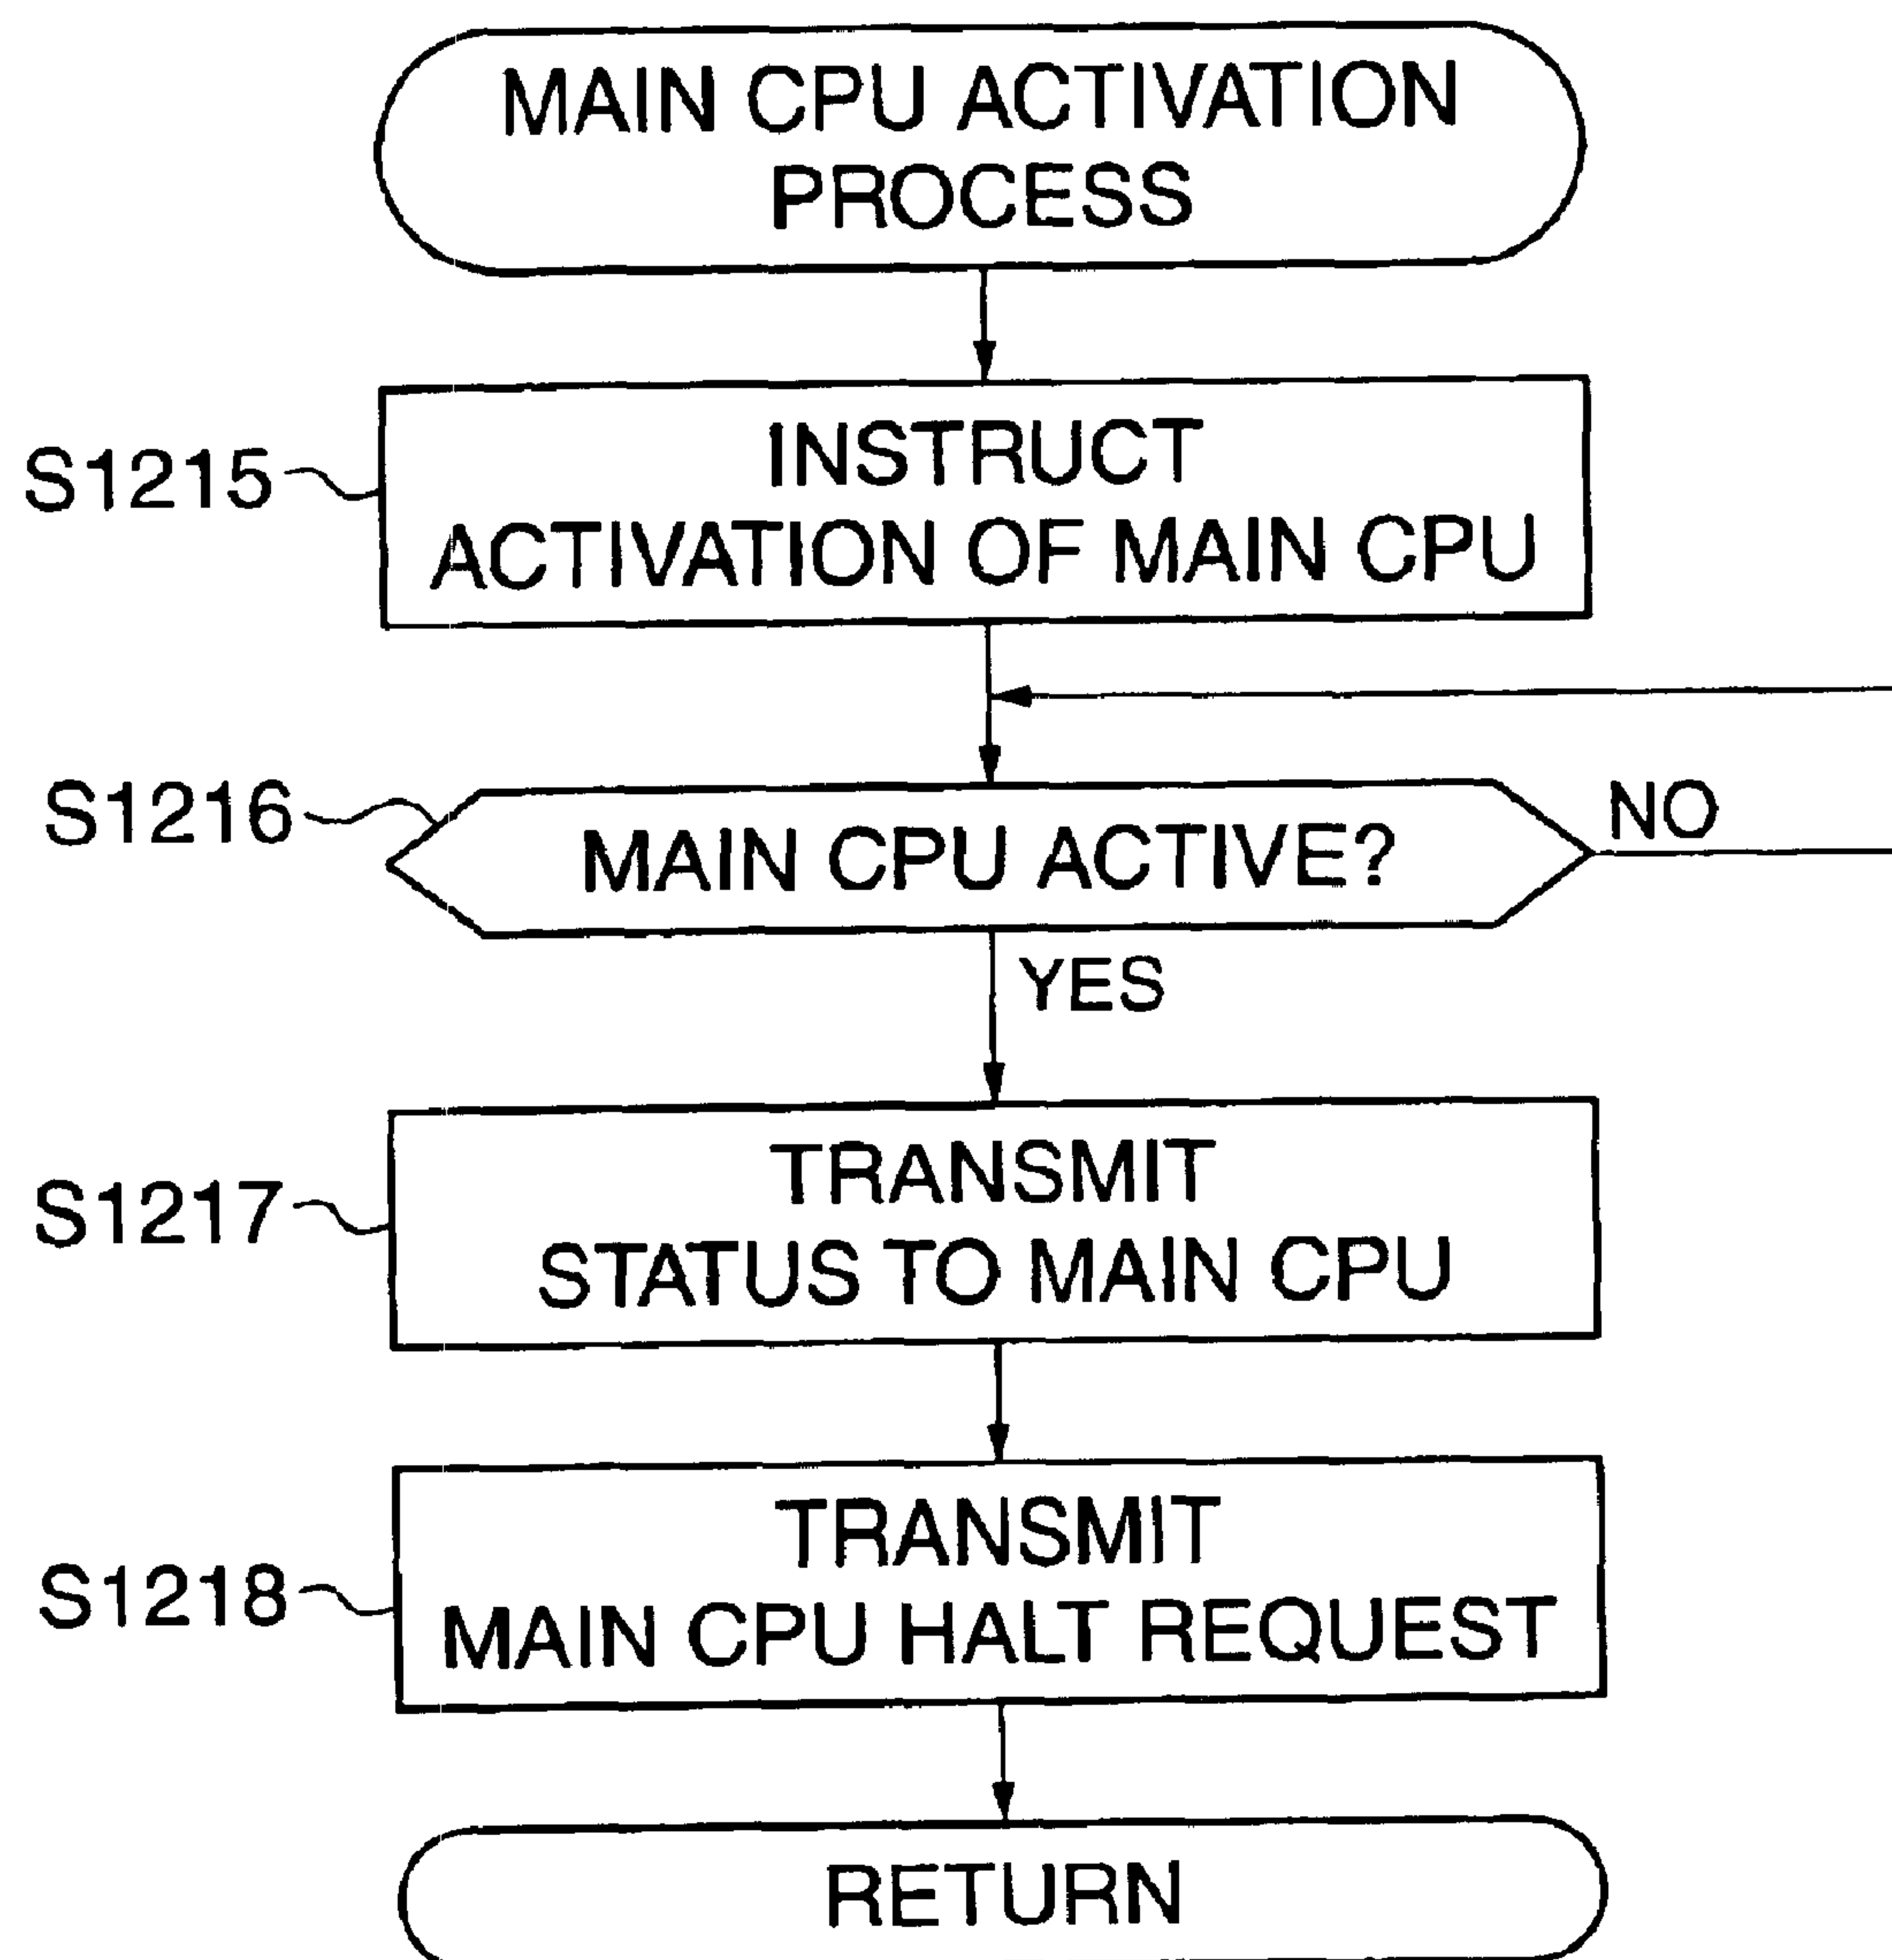 MAIN CPU ACTIVATION
PROCESS
S1215
INSTRUCT
ACTIVATION OF MAIN CPU
S1216
MAIN CPU ACTIVE?
NO
YES
S1217
TRANSMIT
STATUS TO MAIN CPU
S1218
TRANSMIT
MAIN CPU HALT REQUEST
RETURN